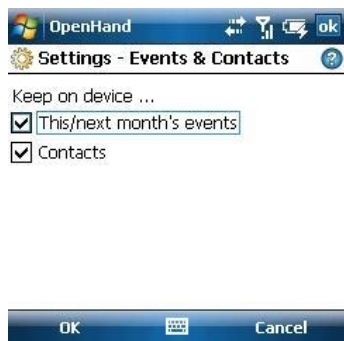 OpenHand ok
Settings - Events & Contacts ?
Keep on device ...
This/next month's events
Contacts
OK Cancel